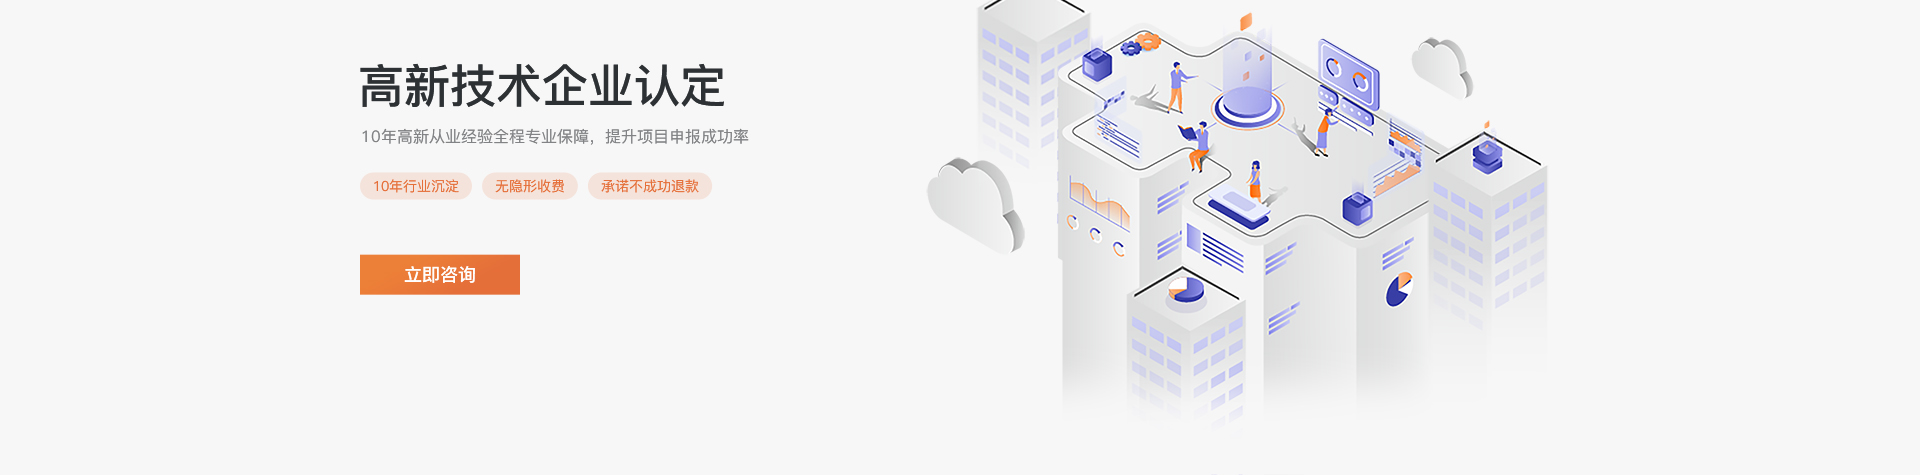 高新技术企业认定
10年高新从业经验全程专业保障，提升项目申报成功率
10年行业沉淀 无隐形收费 承诺不成功退款
立即咨询